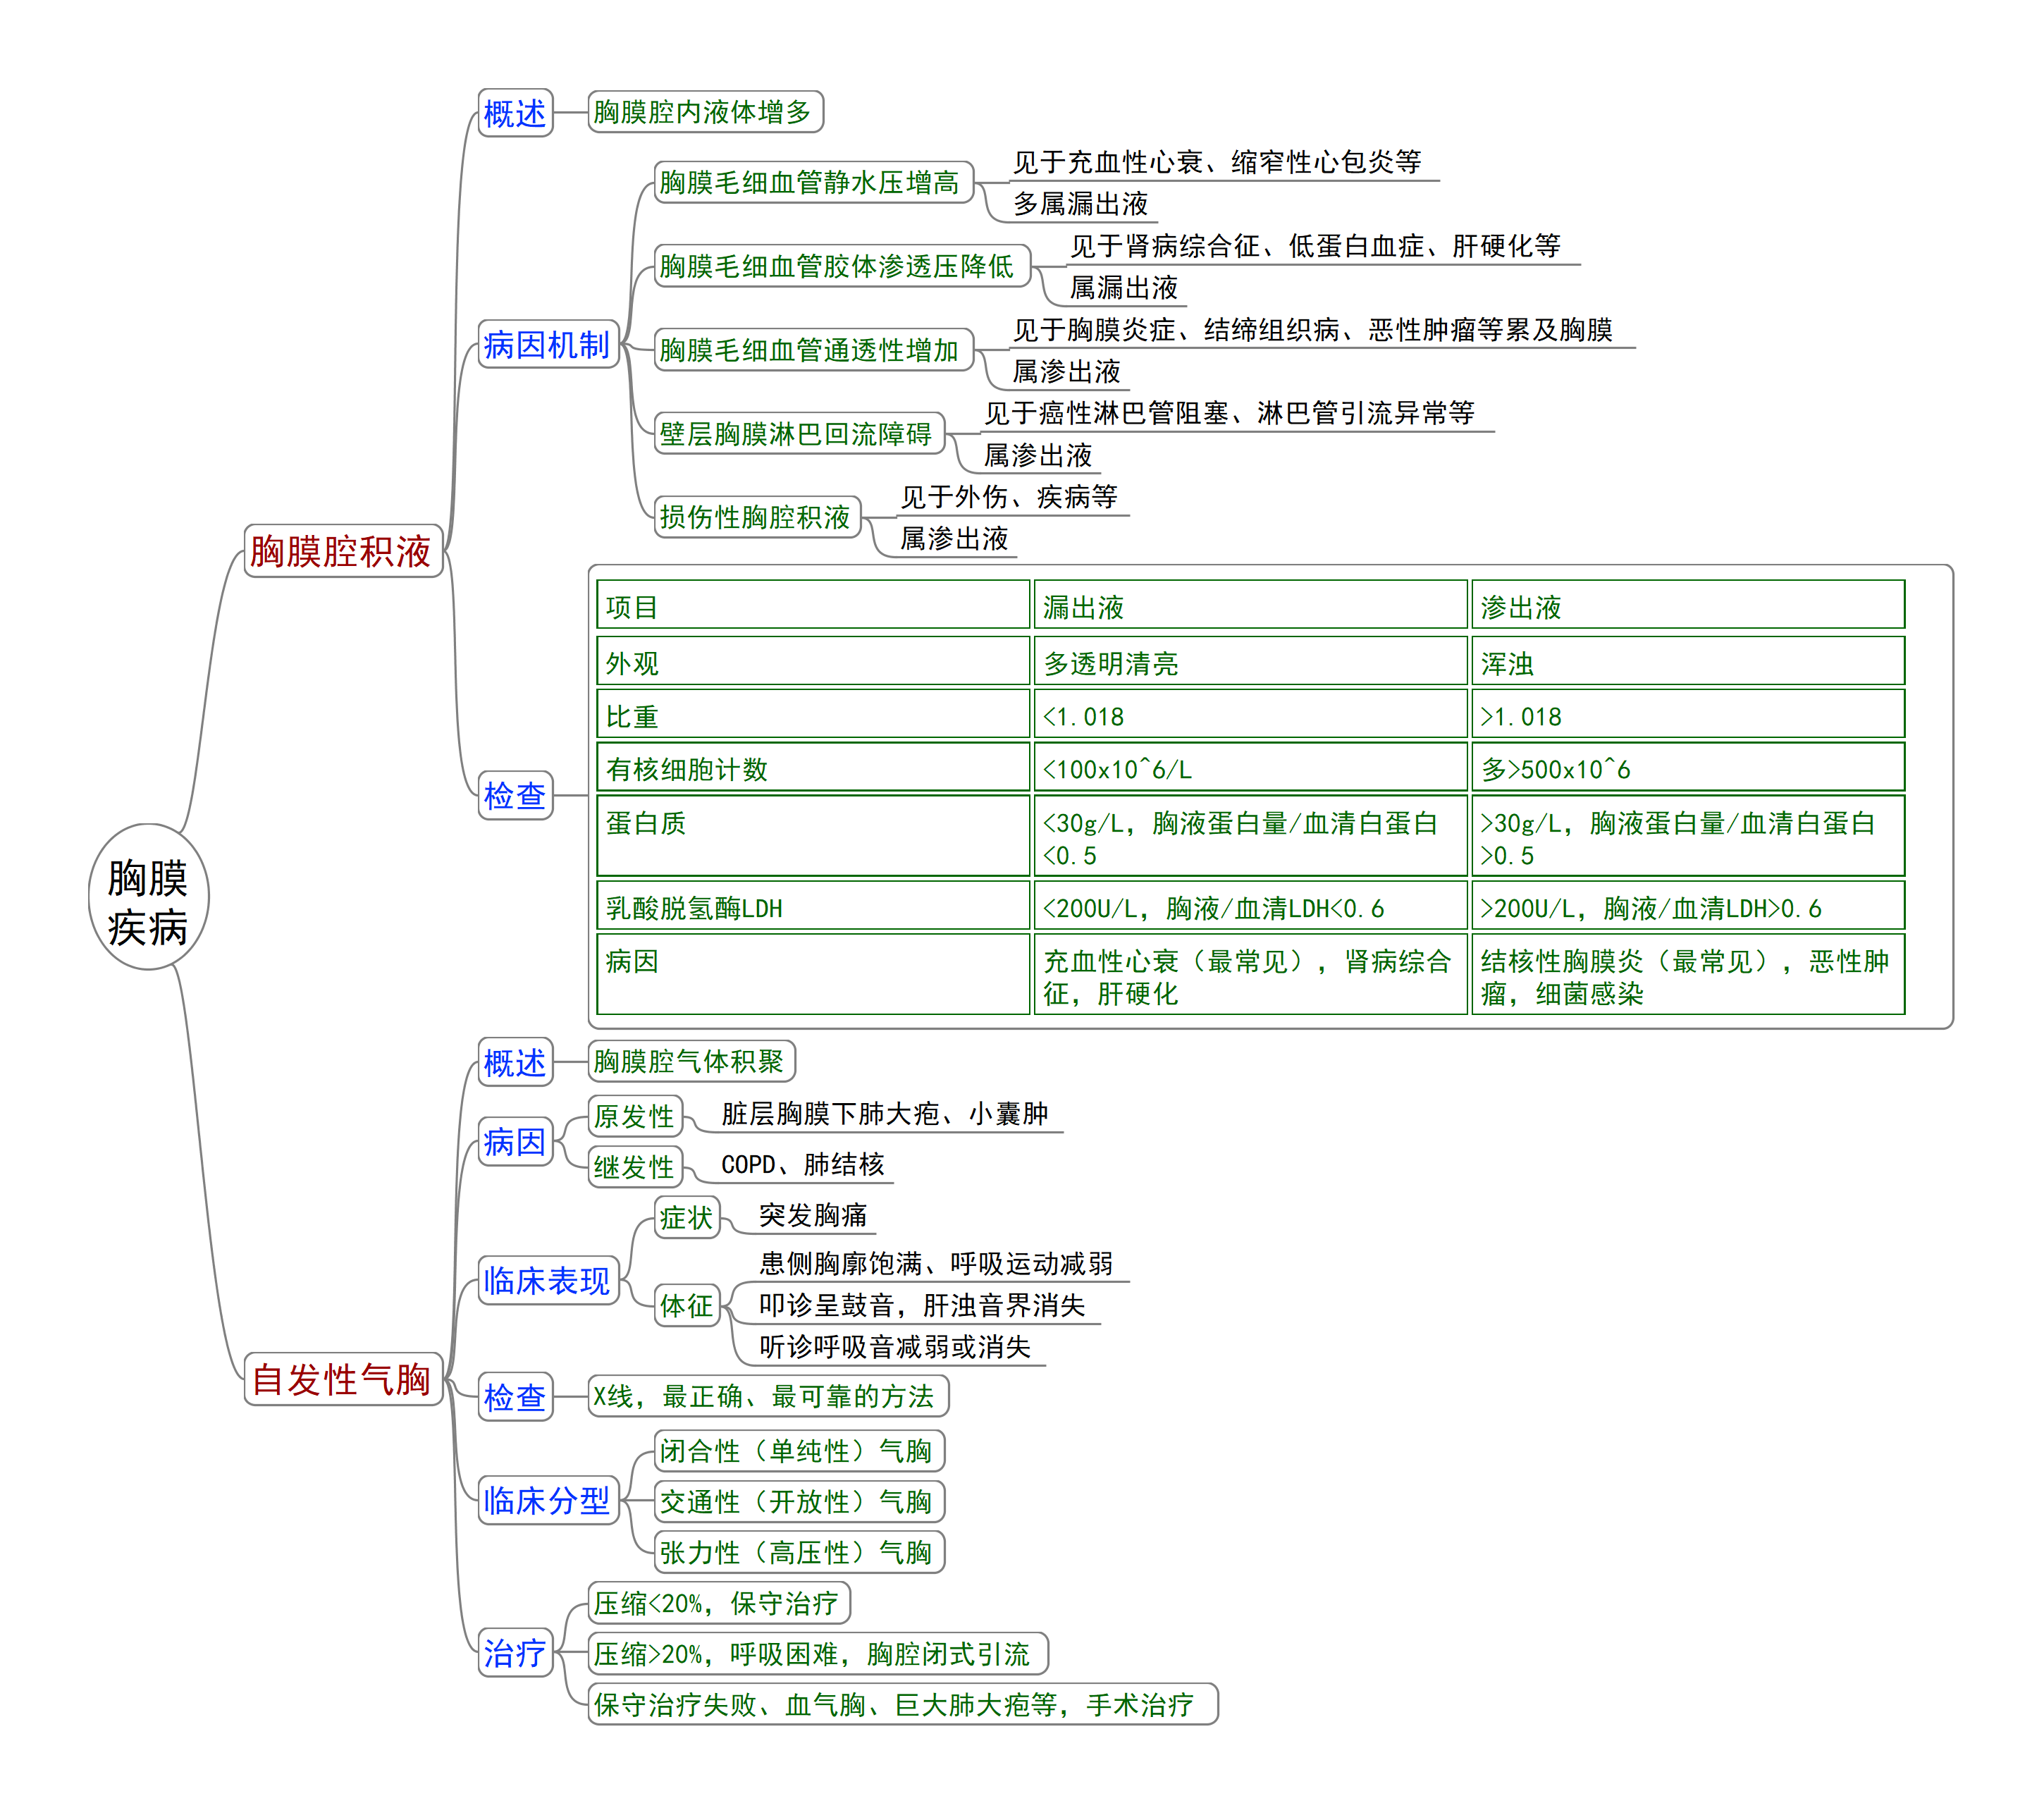 胸膜
疾病
胸膜腔积液
概述
胸膜腔内液体增多
病因机制
胸膜毛细血管静水压增高
见于充血性心衰、缩窄性心包炎等
多属漏出液
胸膜毛细血管胶体渗透压降低
见于肾病综合征、低蛋白血症、肝硬化等
属漏出液
胸膜毛细血管通透性增加
见于胸膜炎症、结缔组织病、恶性肿瘤等累及胸膜
属渗出液
壁层胸膜淋巴回流障碍
见于癌性淋巴管阻塞、淋巴管引流异常等
属渗出液
损伤性胸腔积液
见于外伤、疾病等
属渗出液
检查
项目 漏出液 渗出液
外观 多透明清亮 浑浊
比重 <1.018 >1.018
有核细胞计数 <100x10^6/L 多>500x10^6
蛋白质 <30g/L，胸液蛋白量/血清白蛋白 >30g/L，胸液蛋白量/血清白蛋白
<0.5 >0.5
乳酸脱氢酶LDH <200U/L，胸液/血清LDH<0.6 >200U/L，胸液/血清LDH>0.6
病因 充血性心衰（最常见），肾病综合 结核性胸膜炎（最常见），恶性肿
征，肝硬化 瘤，细菌感染
自发性气胸
概述
胸膜腔气体积聚
病因
原发性
脏层胸膜下肺大疱、小囊肿
继发性
COPD、肺结核
临床表现
症状
突发胸痛
体征
患侧胸廓饱满、呼吸运动减弱
叩诊呈鼓音，肝浊音界消失
听诊呼吸音减弱或消失
检查
X线，最正确、最可靠的方法
临床分型
闭合性（单纯性）气胸
交通性（开放性）气胸
张力性（高压性）气胸
治疗
压缩<20%，保守治疗
压缩>20%，呼吸困难，胸腔闭式引流
保守治疗失败、血气胸、巨大肺大疱等，手术治疗